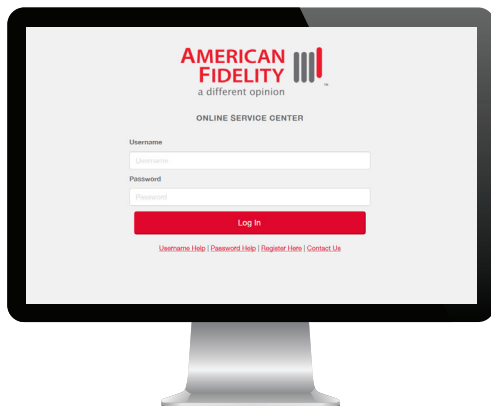 AMERICAN
FIDELITY
a different opinion
™
ONLINE SERVICE CENTER
Username
Username
Password
Password
Log In
Username Help | Password Help | Register Here | Contact Us